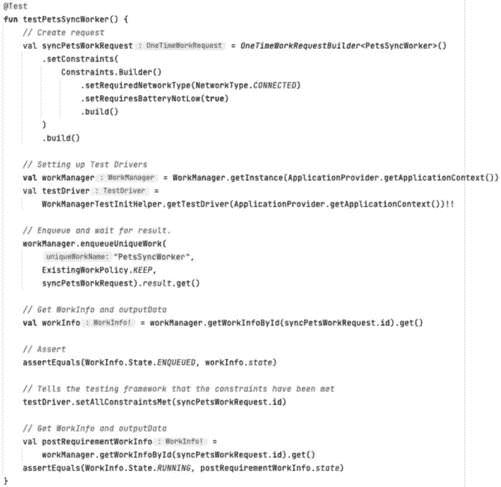 @Test
fun testPetsSyncWorker() {
// Create request
val syncPetsWorkRequest : OneTimeWorkRequest = OneTimeWorkRequestBuilder<PetsSyncWorker>()
.setConstraints(
Constraints.Builder()
.setRequiredNetworkType(NetworkType.CONNECTED)
.setRequiresBatteryNotLow(true)
.build()
)
.build()
// Setting up Test Drivers
val workManager : WorkManager = WorkManager.getInstance(ApplicationProvider.getApplicationContext())
val testDriver : TestDriver =
WorkManagerTestInitHelper.getTestDriver(ApplicationProvider.getApplicationContext())!!
// Enqueue and wait for result.
workManager.enqueueUniqueWork(
uniqueWorkName: "PetsSyncWorker",
ExistingWorkPolicy.KEEP,
syncPetsWorkRequest).result.get()
// Get WorkInfo and outputData
val workInfo : WorkInfo! = workManager.getWorkInfoById(syncPetsWorkRequest.id).get()
// Assert
assertEquals(WorkInfo.State.ENQUEUED, workInfo.state)
// Tells the testing framework that the constraints have been met
testDriver.setAllConstraintsMet(syncPetsWorkRequest.id)
// Get WorkInfo and outputData
val postRequirementWorkInfo : WorkInfo! =
workManager.getWorkInfoById(syncPetsWorkRequest.id).get()
assertEquals(WorkInfo.State.RUNNING, postRequirementWorkInfo.state)
}